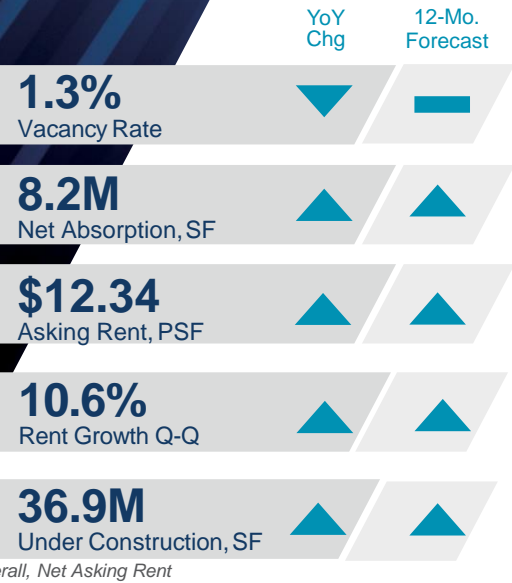 YoY 12-Mo.
Chg Forecast
1.3%
Vacancy Rate
8.2M
Net Absorption, SF
$12.34
Asking Rent, PSF
10.6%
Rent Growth Q-Q
36.9M
Under Construction, SF
Net Asking Rent